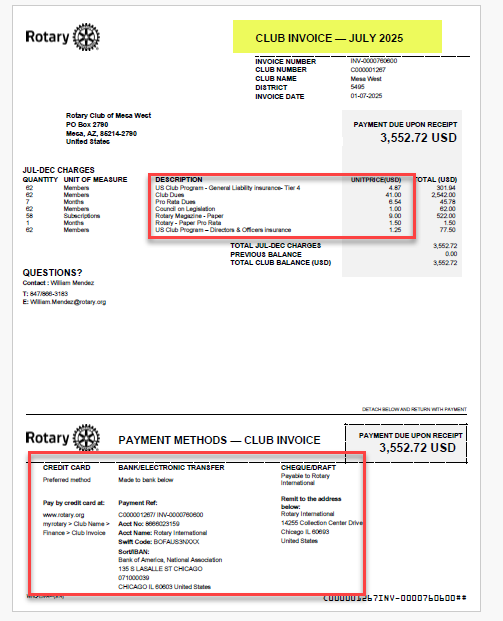 Rotary
CLUB INVOICE — JULY 2025
INVOICE NUMBER INV-0000760600
CLUB NUMBER C000001267
CLUB NAME Mesa West
DISTRICT 5495
INVOICE DATE 01-07-2025
Rotary Club of Mesa West
PO Box 2790
Mesa, AZ, 85214-2790
United States
PAYMENT DUE UPON RECEIPT
3,552.72 USD
JUL-DEC CHARGES
QUANTITY UNIT OF MEASURE DESCRIPTION UNITPRICE(USD) TOTAL (USD)
62 Members US Club Program - General Liability Insurance- Tier 4 4.87 301.94
62 Members Club Dues 41.00 2,542.00
7 Months Pro Rata Dues 6.54 45.78
62 Members Council on Legislation 1.00 62.00
58 Subscriptions Rotary Magazine - Paper 9.00 522.00
1 Months Rotary - Paper Pro Rata 1.50 1.50
62 Members US Club Program – Directors & Officers Insurance 1.25 77.50
TOTAL JUL-DEC CHARGES 3,552.72
PREVIOUS BALANCE 0.00
TOTAL CLUB BALANCE (USD) 3,552.72
QUESTIONS?
Contact : William Mendez
T: 847/866-3183
E: William.Mendez@rotary.org
DETACH BELOW AND RETURN WITH PAYMENT
Rotary
PAYMENT METHODS — CLUB INVOICE
PAYMENT DUE UPON RECEIPT
3,552.72 USD
CREDIT CARD BANK/ELECTRONIC TRANSFER CHEQUE/DRAFT
Preferred method Made to bank below Payable to Rotary
International
Pay by credit card at: Payment Ref: Remit to the address
below:
www.rotary.org C000001267/ INV-0000760600 Rotary International
myrotary > Club Name > Acct No: 8666023159 14255 Collection Center Drive
Finance > Club Invoice Acct Name: Rotary International Chicago IL 60693
Swift Code: BOFAUS3NXXX United States
Sort/IBAN:
Bank of America, National Association
135 S LASALLE ST CHICAGO
071000039
CHICAGO IL 60603 United States
C000001267INV-0000760600##